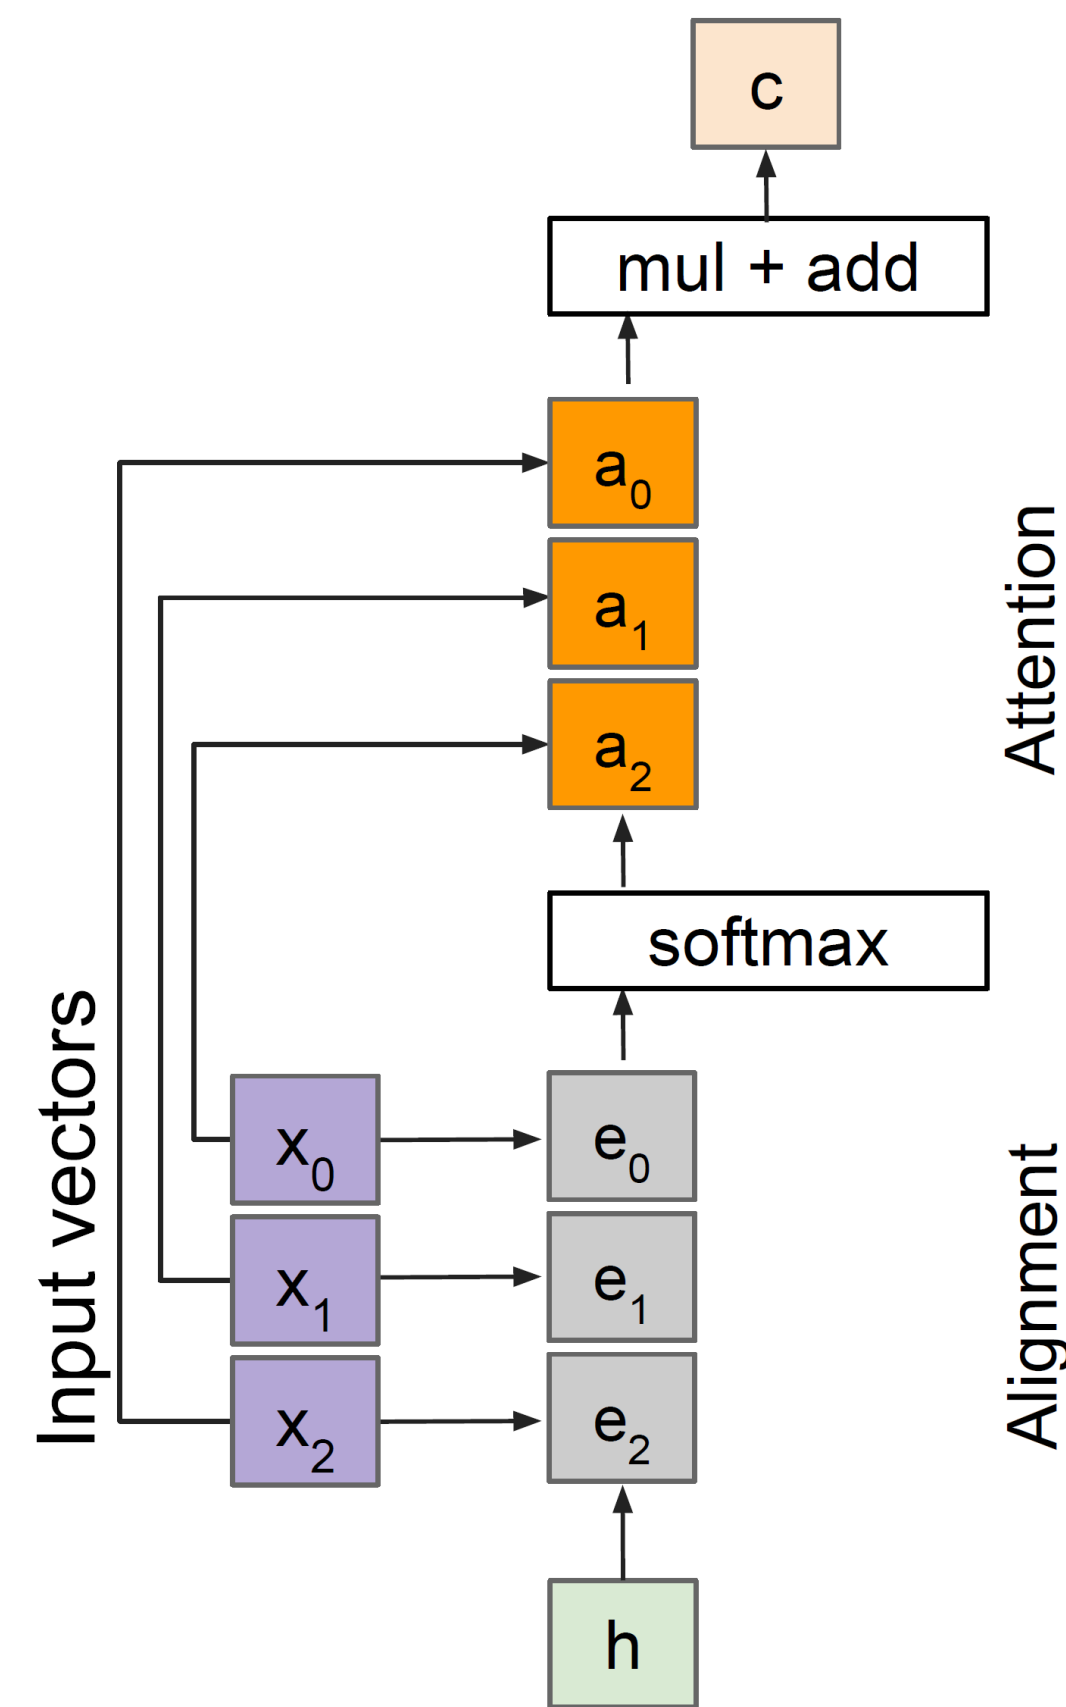 c
mul + add
a₀
a₁
a₂
Attention
softmax
Input vectors
x₀
e₀
x₁
e₁
x₂
e₂
Alignment
h